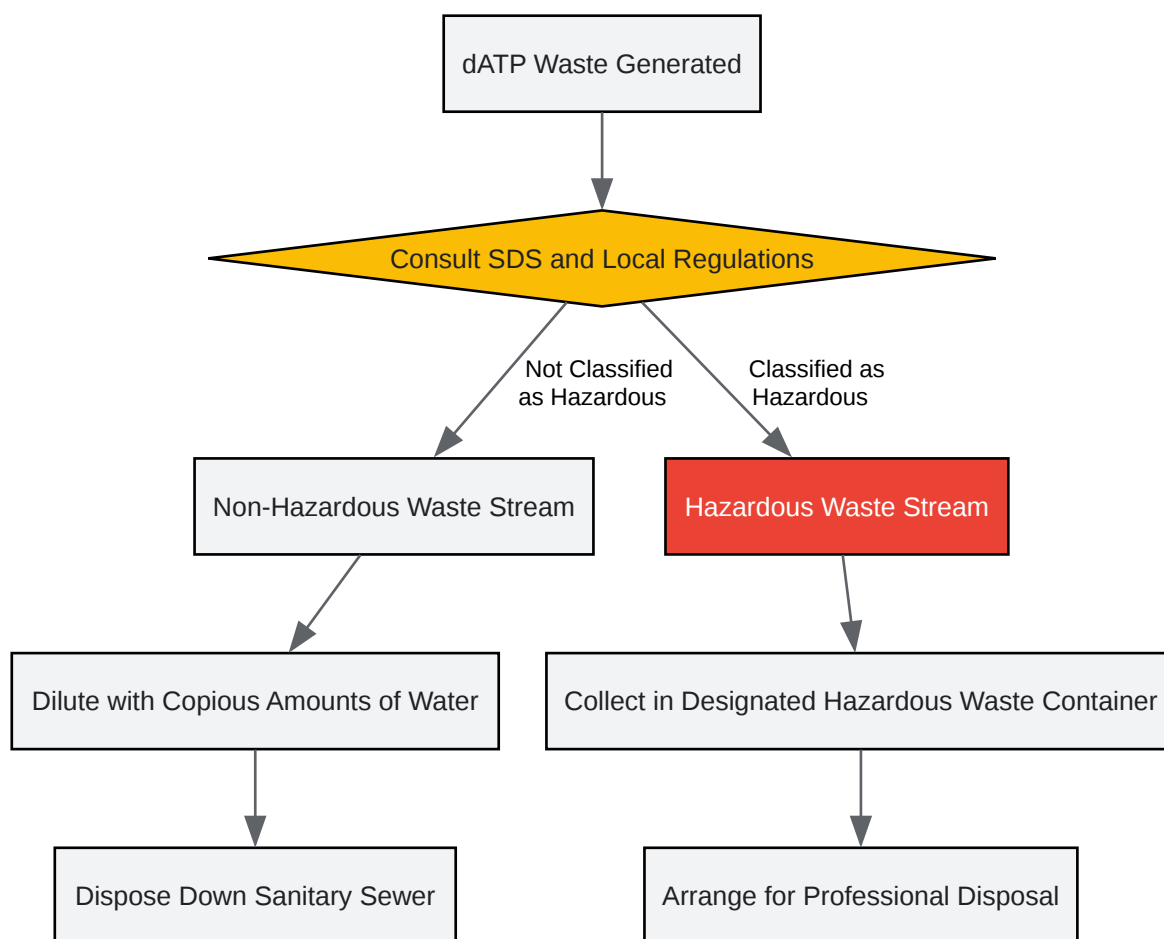 dATP Waste Generated
Consult SDS and Local Regulations
Not Classified
as Hazardous
Classified as
Hazardous
Non-Hazardous Waste Stream
Hazardous Waste Stream
Dilute with Copious Amounts of Water
Collect in Designated Hazardous Waste Container
Dispose Down Sanitary Sewer
Arrange for Professional Disposal